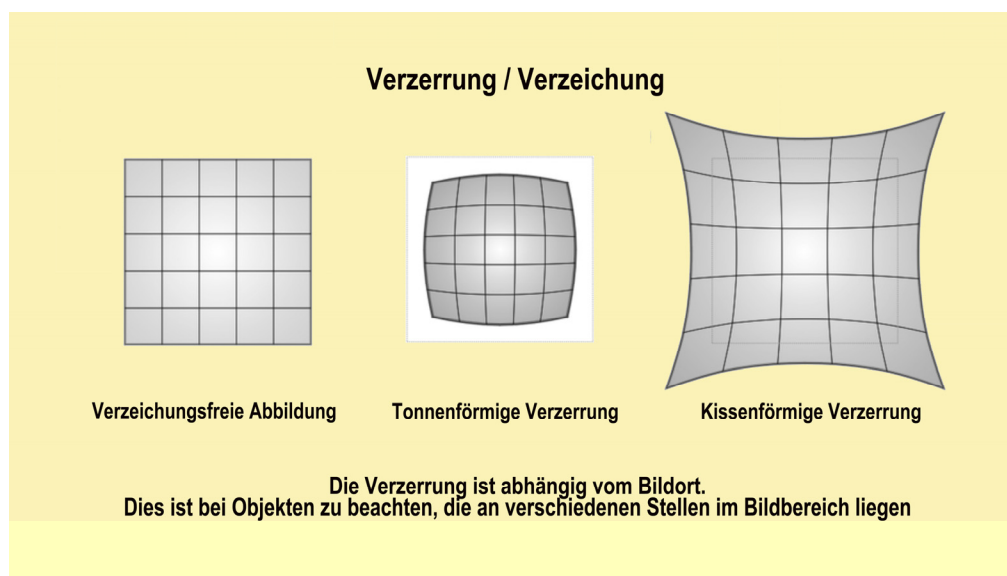 Verzerrung / Verzeichung
Verzeichungsfreie Abbildung
Tonnenförmige Verzerrung
Kissenförmige Verzerrung
Die Verzerrung ist abhängig vom Bildort.
Dies ist bei Objekten zu beachten, die an verschiedenen Stellen im Bildbereich liegen